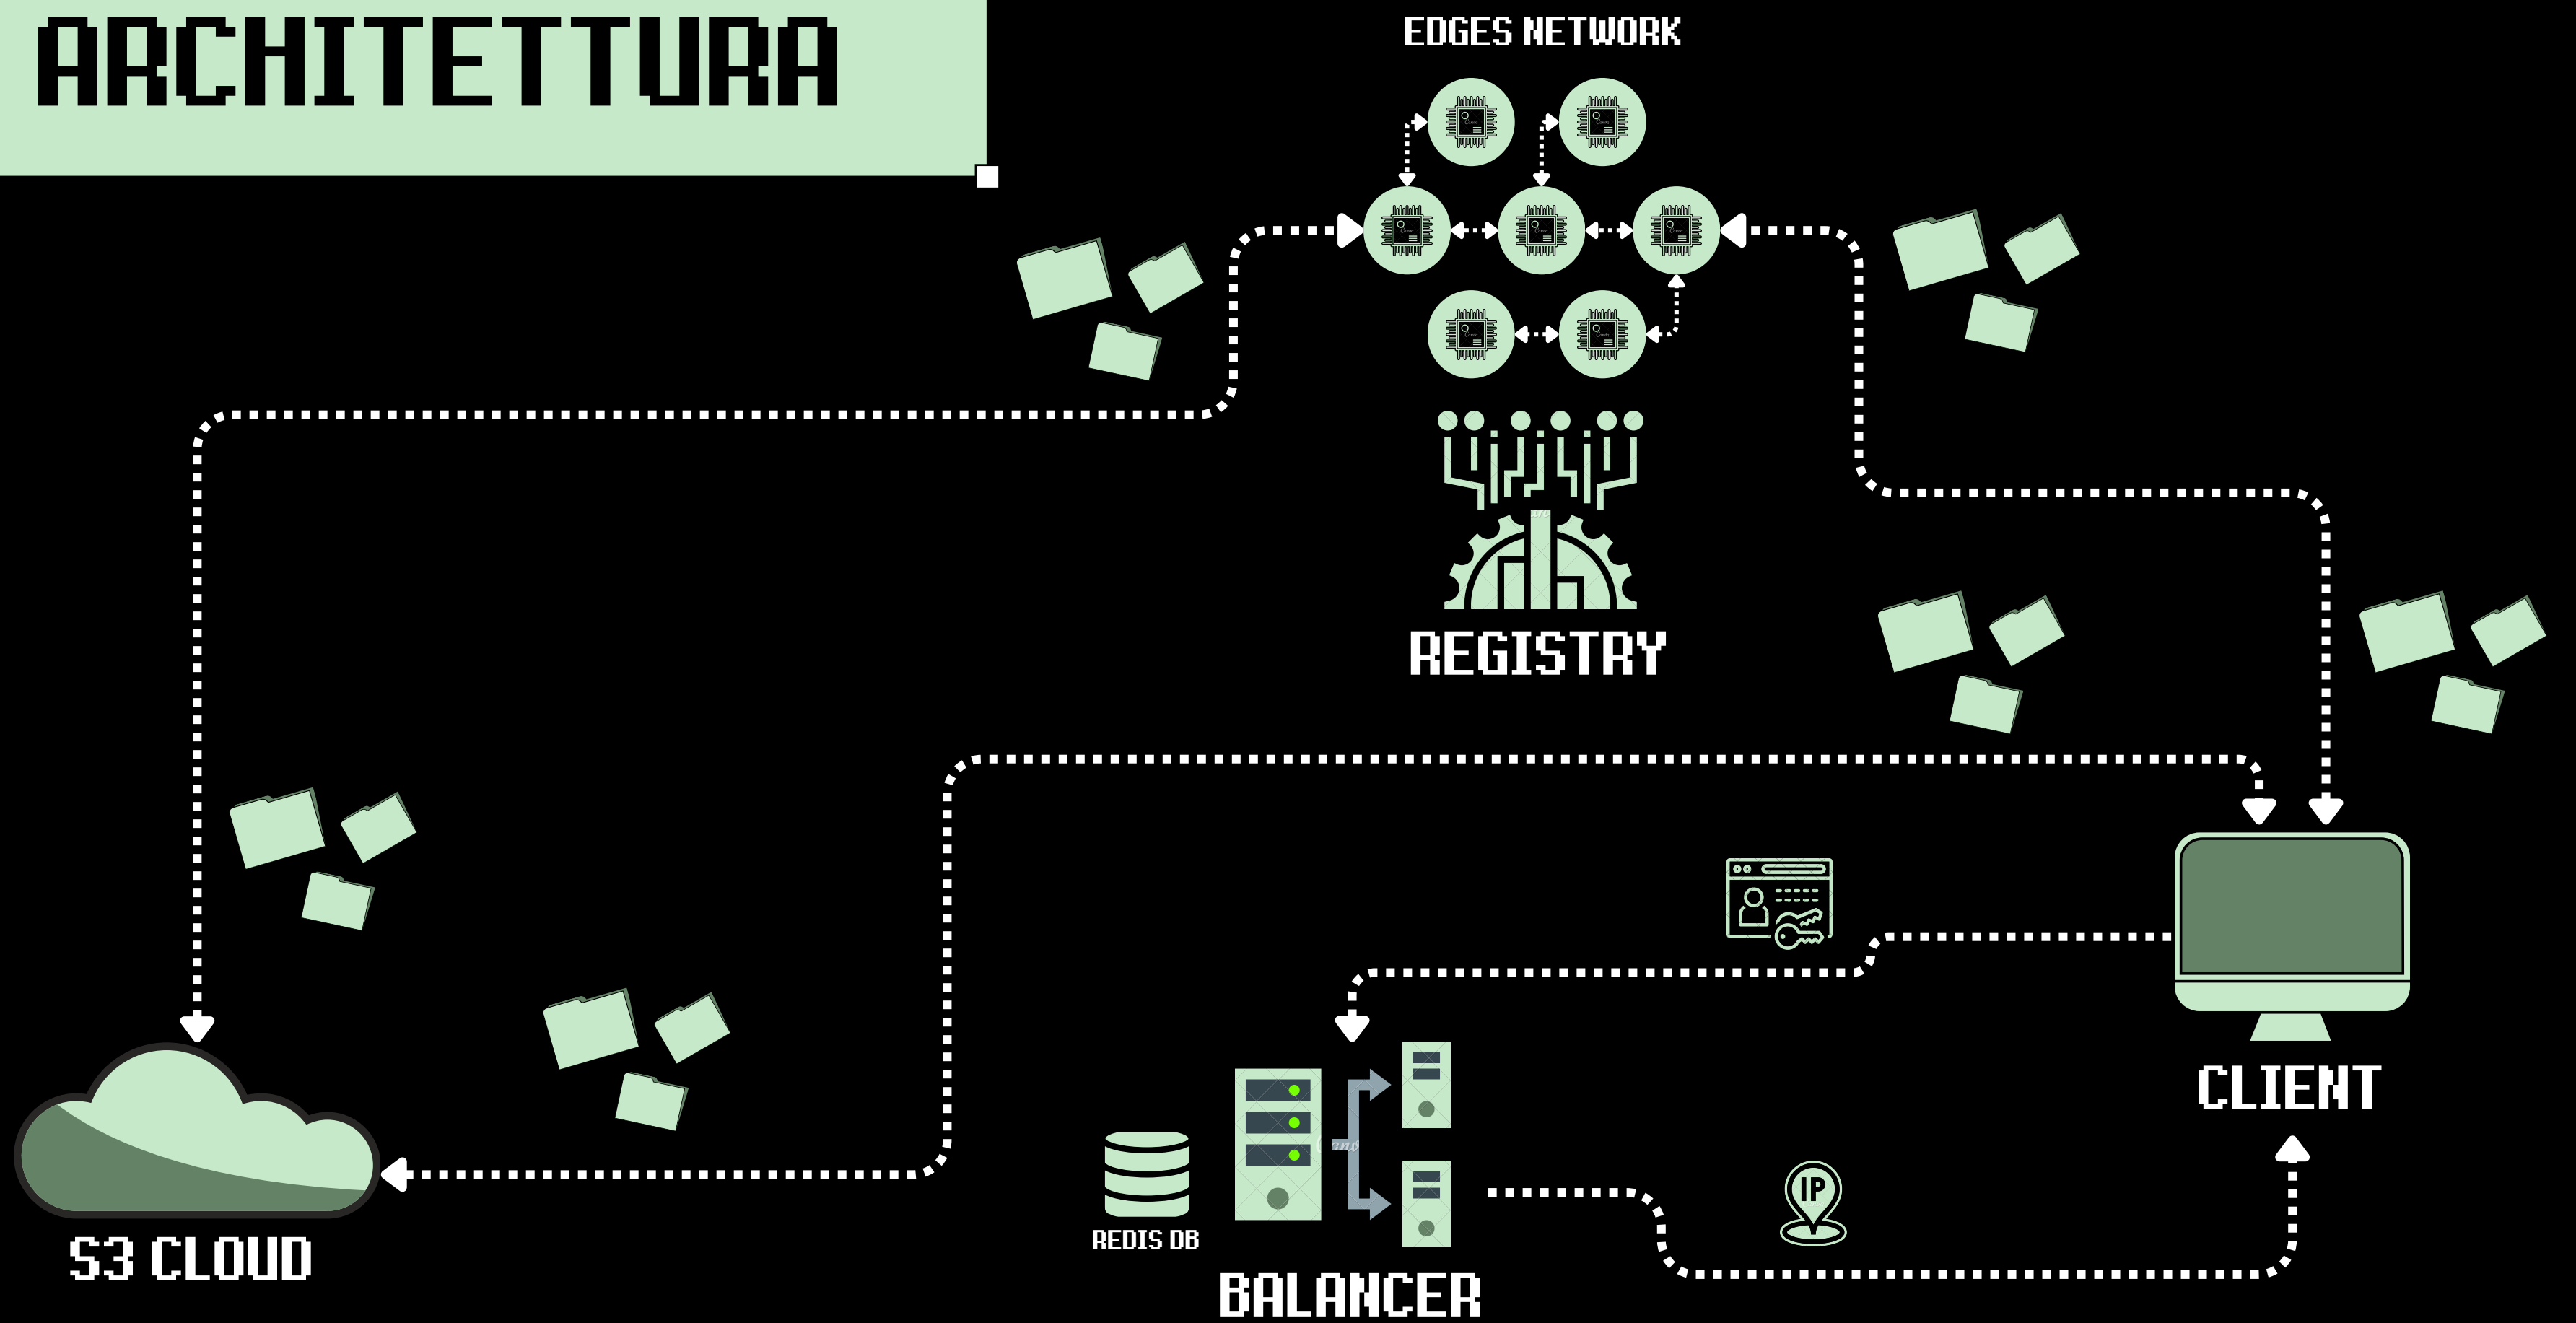 ARCHITETTURA
EDGES NETWORK
REGISTRY
CLIENT
IP
REDIS DB
S3 CLOUD
BALANCER